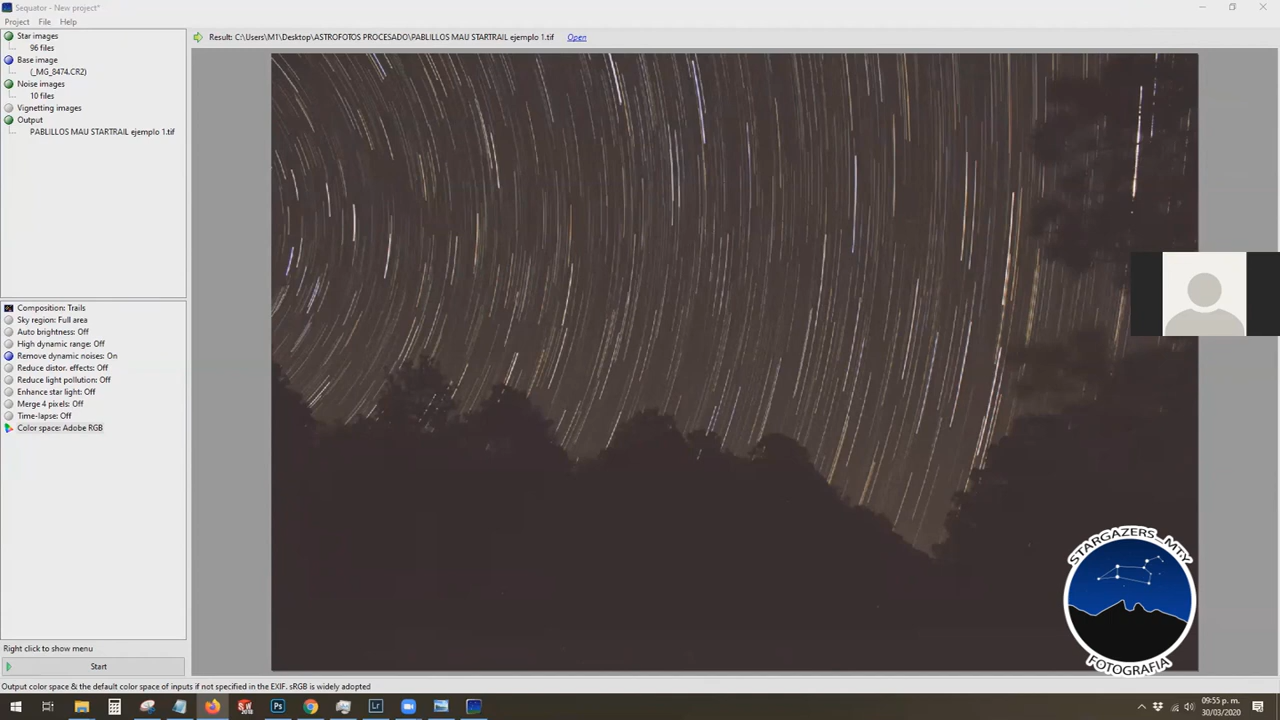 Sequator - New project*
Project File Help
Star images
96 files
Base image
(_MG_8474.CR2)
Noise images
10 files
Vignetting images
Output
PABLILLOS MAU STARTRAIL ejemplo 1.tif
Result: C:\Users\M1\Desktop\ASTROFOTOS PROCESADO\PABLILLOS MAU STARTRAIL ejemplo 1.tif Open
Composition: Trails
Sky region: Full area
Auto brightness: Off
High dynamic range: Off
Remove dynamic noises: On
Reduce distor. effects: Off
Reduce light pollution: Off
Enhance star light: Off
Merge 4 pixels: Off
Time-lapse: Off
Color space: Adobe RGB
STARGAZERS MTY
FOTOGRAFIA
Right click to show menu
Start
Output color space & the default color space of inputs if not specified in the EXIF. sRGB is widely adopted
Ps
09:55 p. m.
30/03/2020